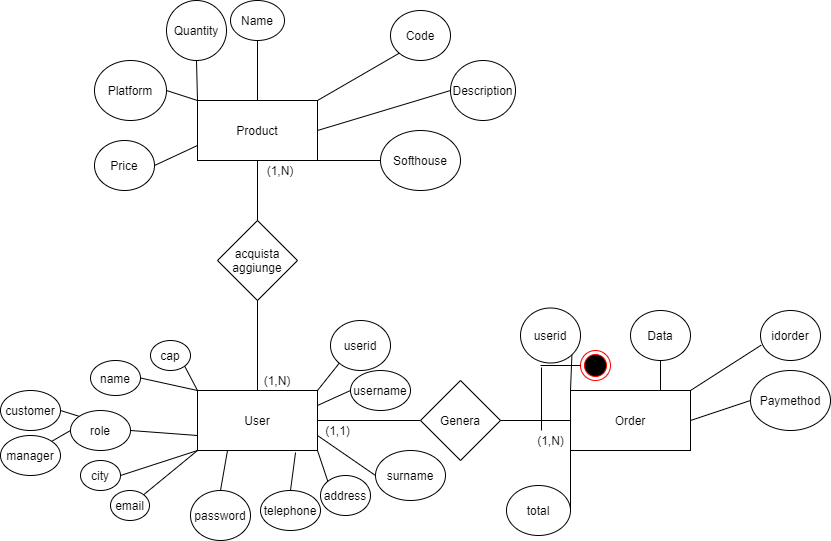 Name
Quantity
Code
Platform
Description
Product
Price
Softhouse
(1,N)
acquista
aggiunge
userid
Data
idorder
userid
cap
name
(1,N)
username
Paymethod
customer
role
User
(1,1)
Genera
(1,N)
Order
manager
city
surname
email
address
password
telephone
total